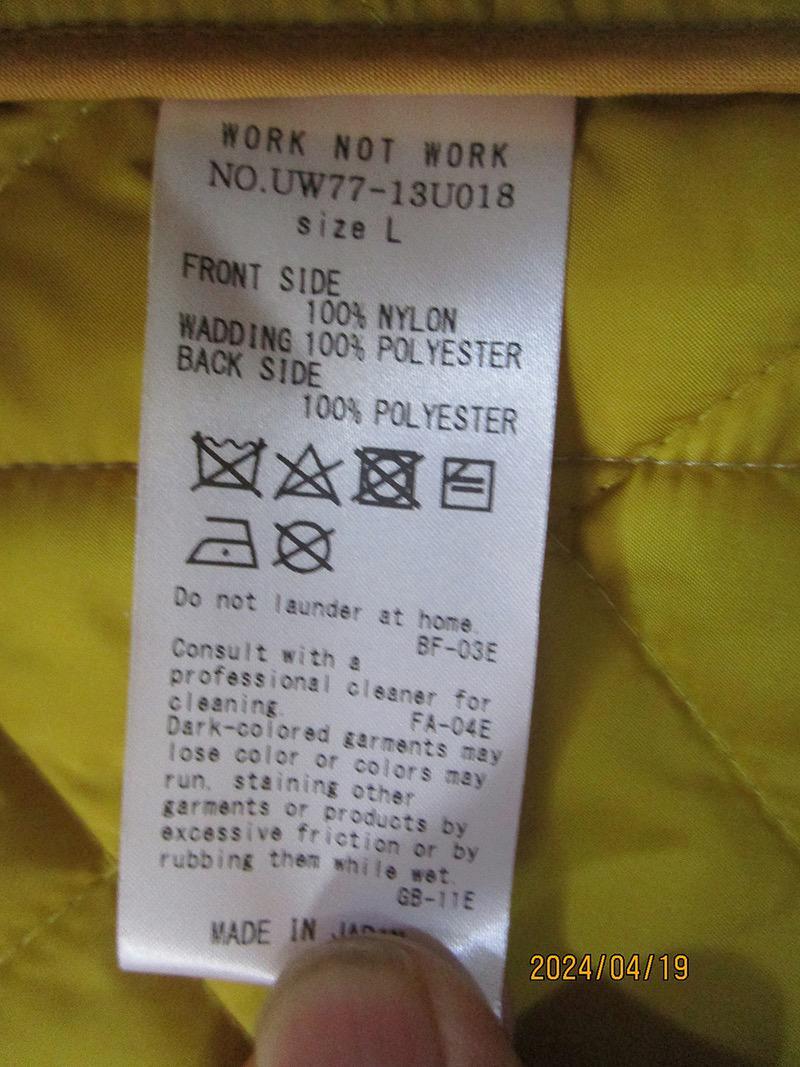 WORK NOT WORK
NO.UW77-13U018
size L
FRONT SIDE
100% NYLON
WADDING 100% POLYESTER
BACK SIDE
100% POLYESTER
Do not launder at home.
BF-03E
Consult with a
professional cleaner for
cleaning.
FA-04E
Dark-colored garments may
lose color or colors may
run, staining other
garments or products by
excessive friction or by
rubbing them while wet.
GB-11E
MADE IN JAPAN
2024/04/19